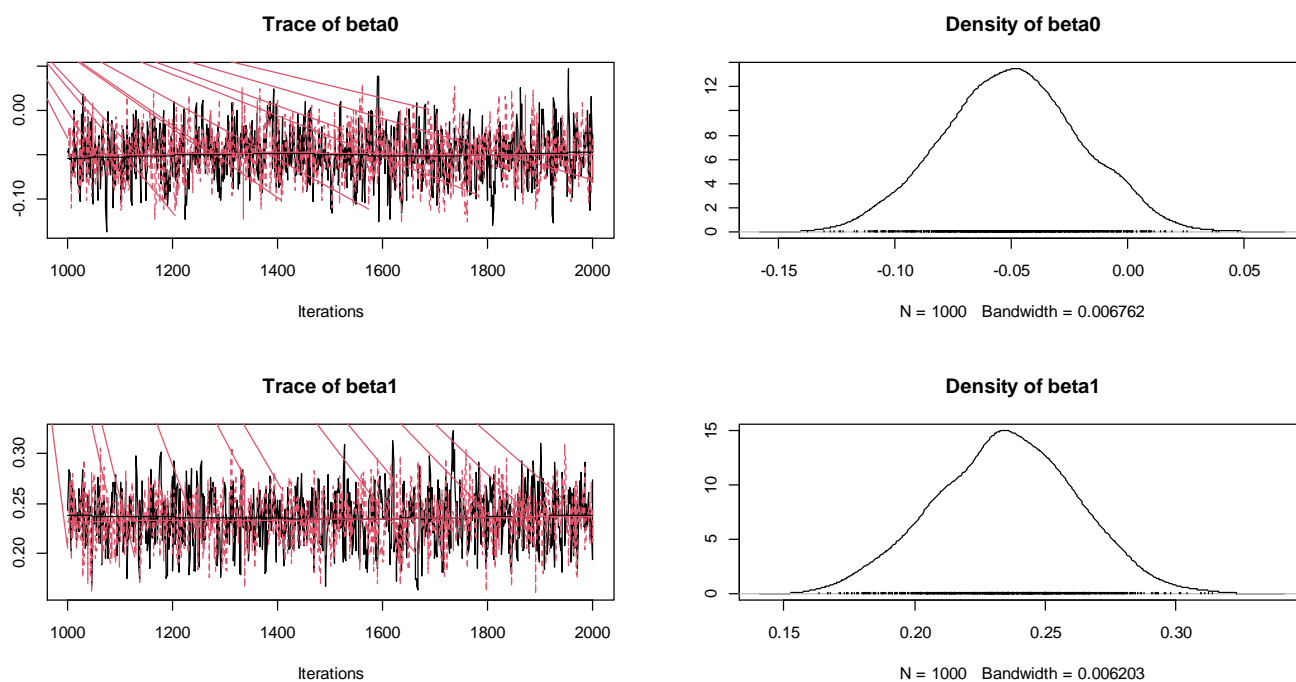 Trace of beta0
0.00
-0.10
1000 1200 1400 1600 1800 2000
Iterations
Density of beta0
12
8
6
4
2
0
-0.15 -0.10 -0.05 0.00 0.05
N = 1000 Bandwidth = 0.006762
Trace of beta1
0.30
0.25
0.20
1000 1200 1400 1600 1800 2000
Iterations
Density of beta1
15
10
5
0
0.15 0.20 0.25 0.30
N = 1000 Bandwidth = 0.006203